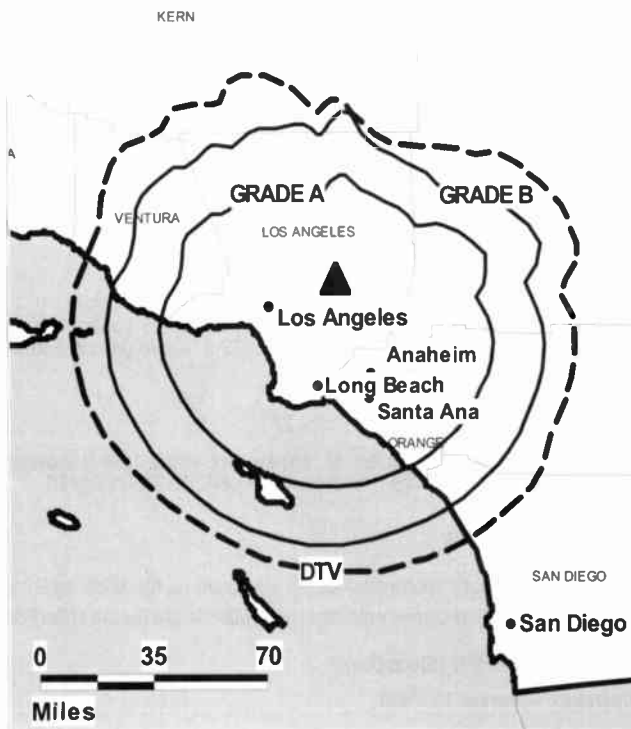 KERN
A
GRADE A
GRADE B
VENTURA
LOS ANGELES
Los Angeles
Anaheim
Long Beach
Santa Ana
ORANGE
DTV
SAN DIEGO
San Diego
0 35 70
Miles